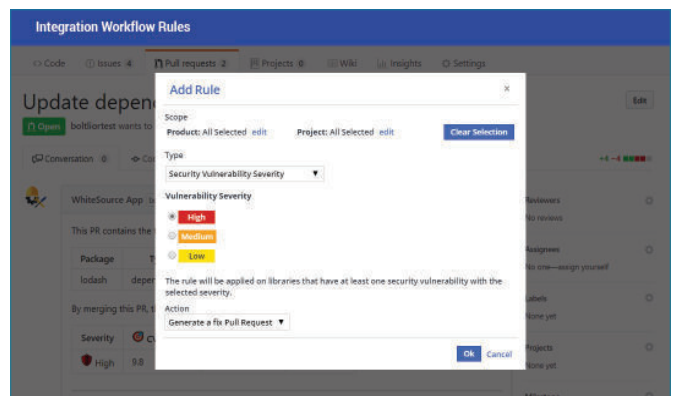 Integration Workflow Rules
Code Issues 4 Pull requests 2 Projects 0 Wiki Insights Settings
Update depen
Edit
Open boltliortest wants to
Conversation 0 Co
+4 −4
Add Rule ×
Scope
Product: All Selected edit Project: All Selected edit Clear Selection
Type
Security Vulnerability Severity
Vulnerability Severity
High
Medium
Low
The rule will be applied on libraries that have at least one security vulnerability with the
selected severity.
Action
Generate a fix Pull Request
Ok Cancel
WhiteSource App
This PR contains the
Package
lodash deper
By merging this PR, t
Severity
High 9.8
Reviewers
No reviews
Assignees
No one—assign yourself
Labels
None yet
Projects
None yet